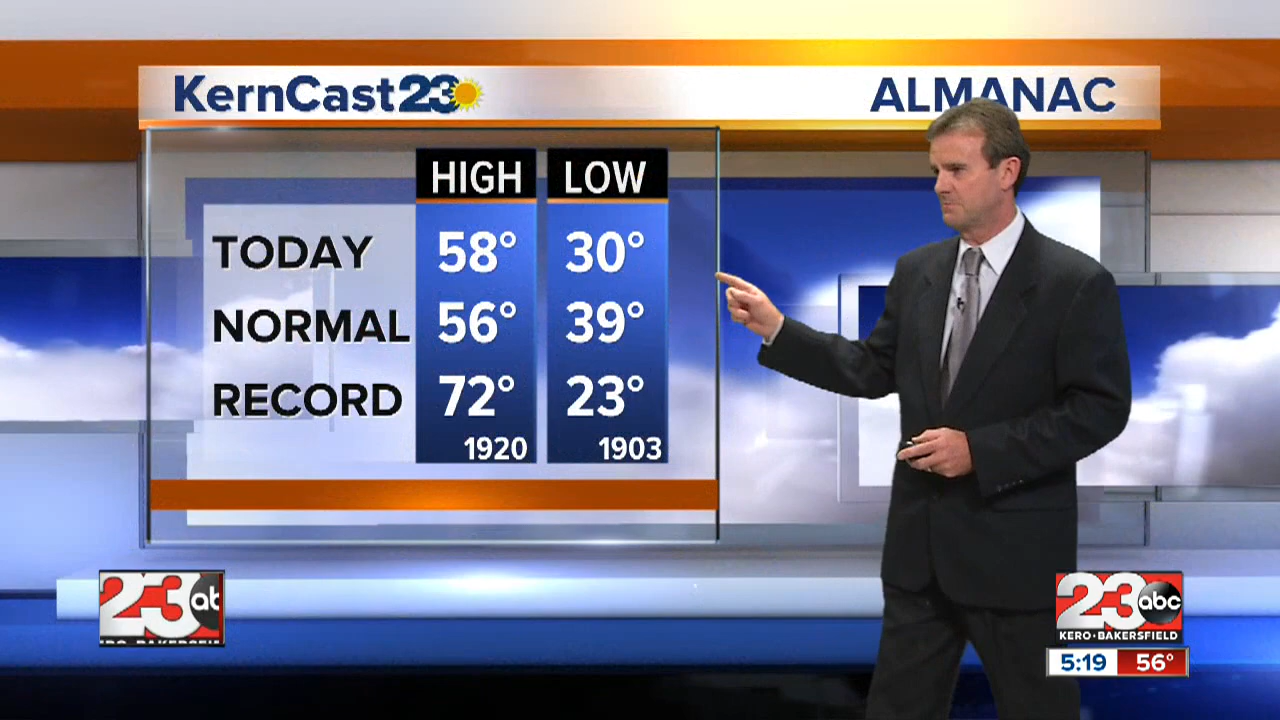 KernCast23
ALMANAC
HIGH LOW
TODAY 58° 30°
NORMAL 56° 39°
RECORD 72° 23°
1920 1903
23 ab
23 abc
KERO•BAKERSFIELD
5:19 56°